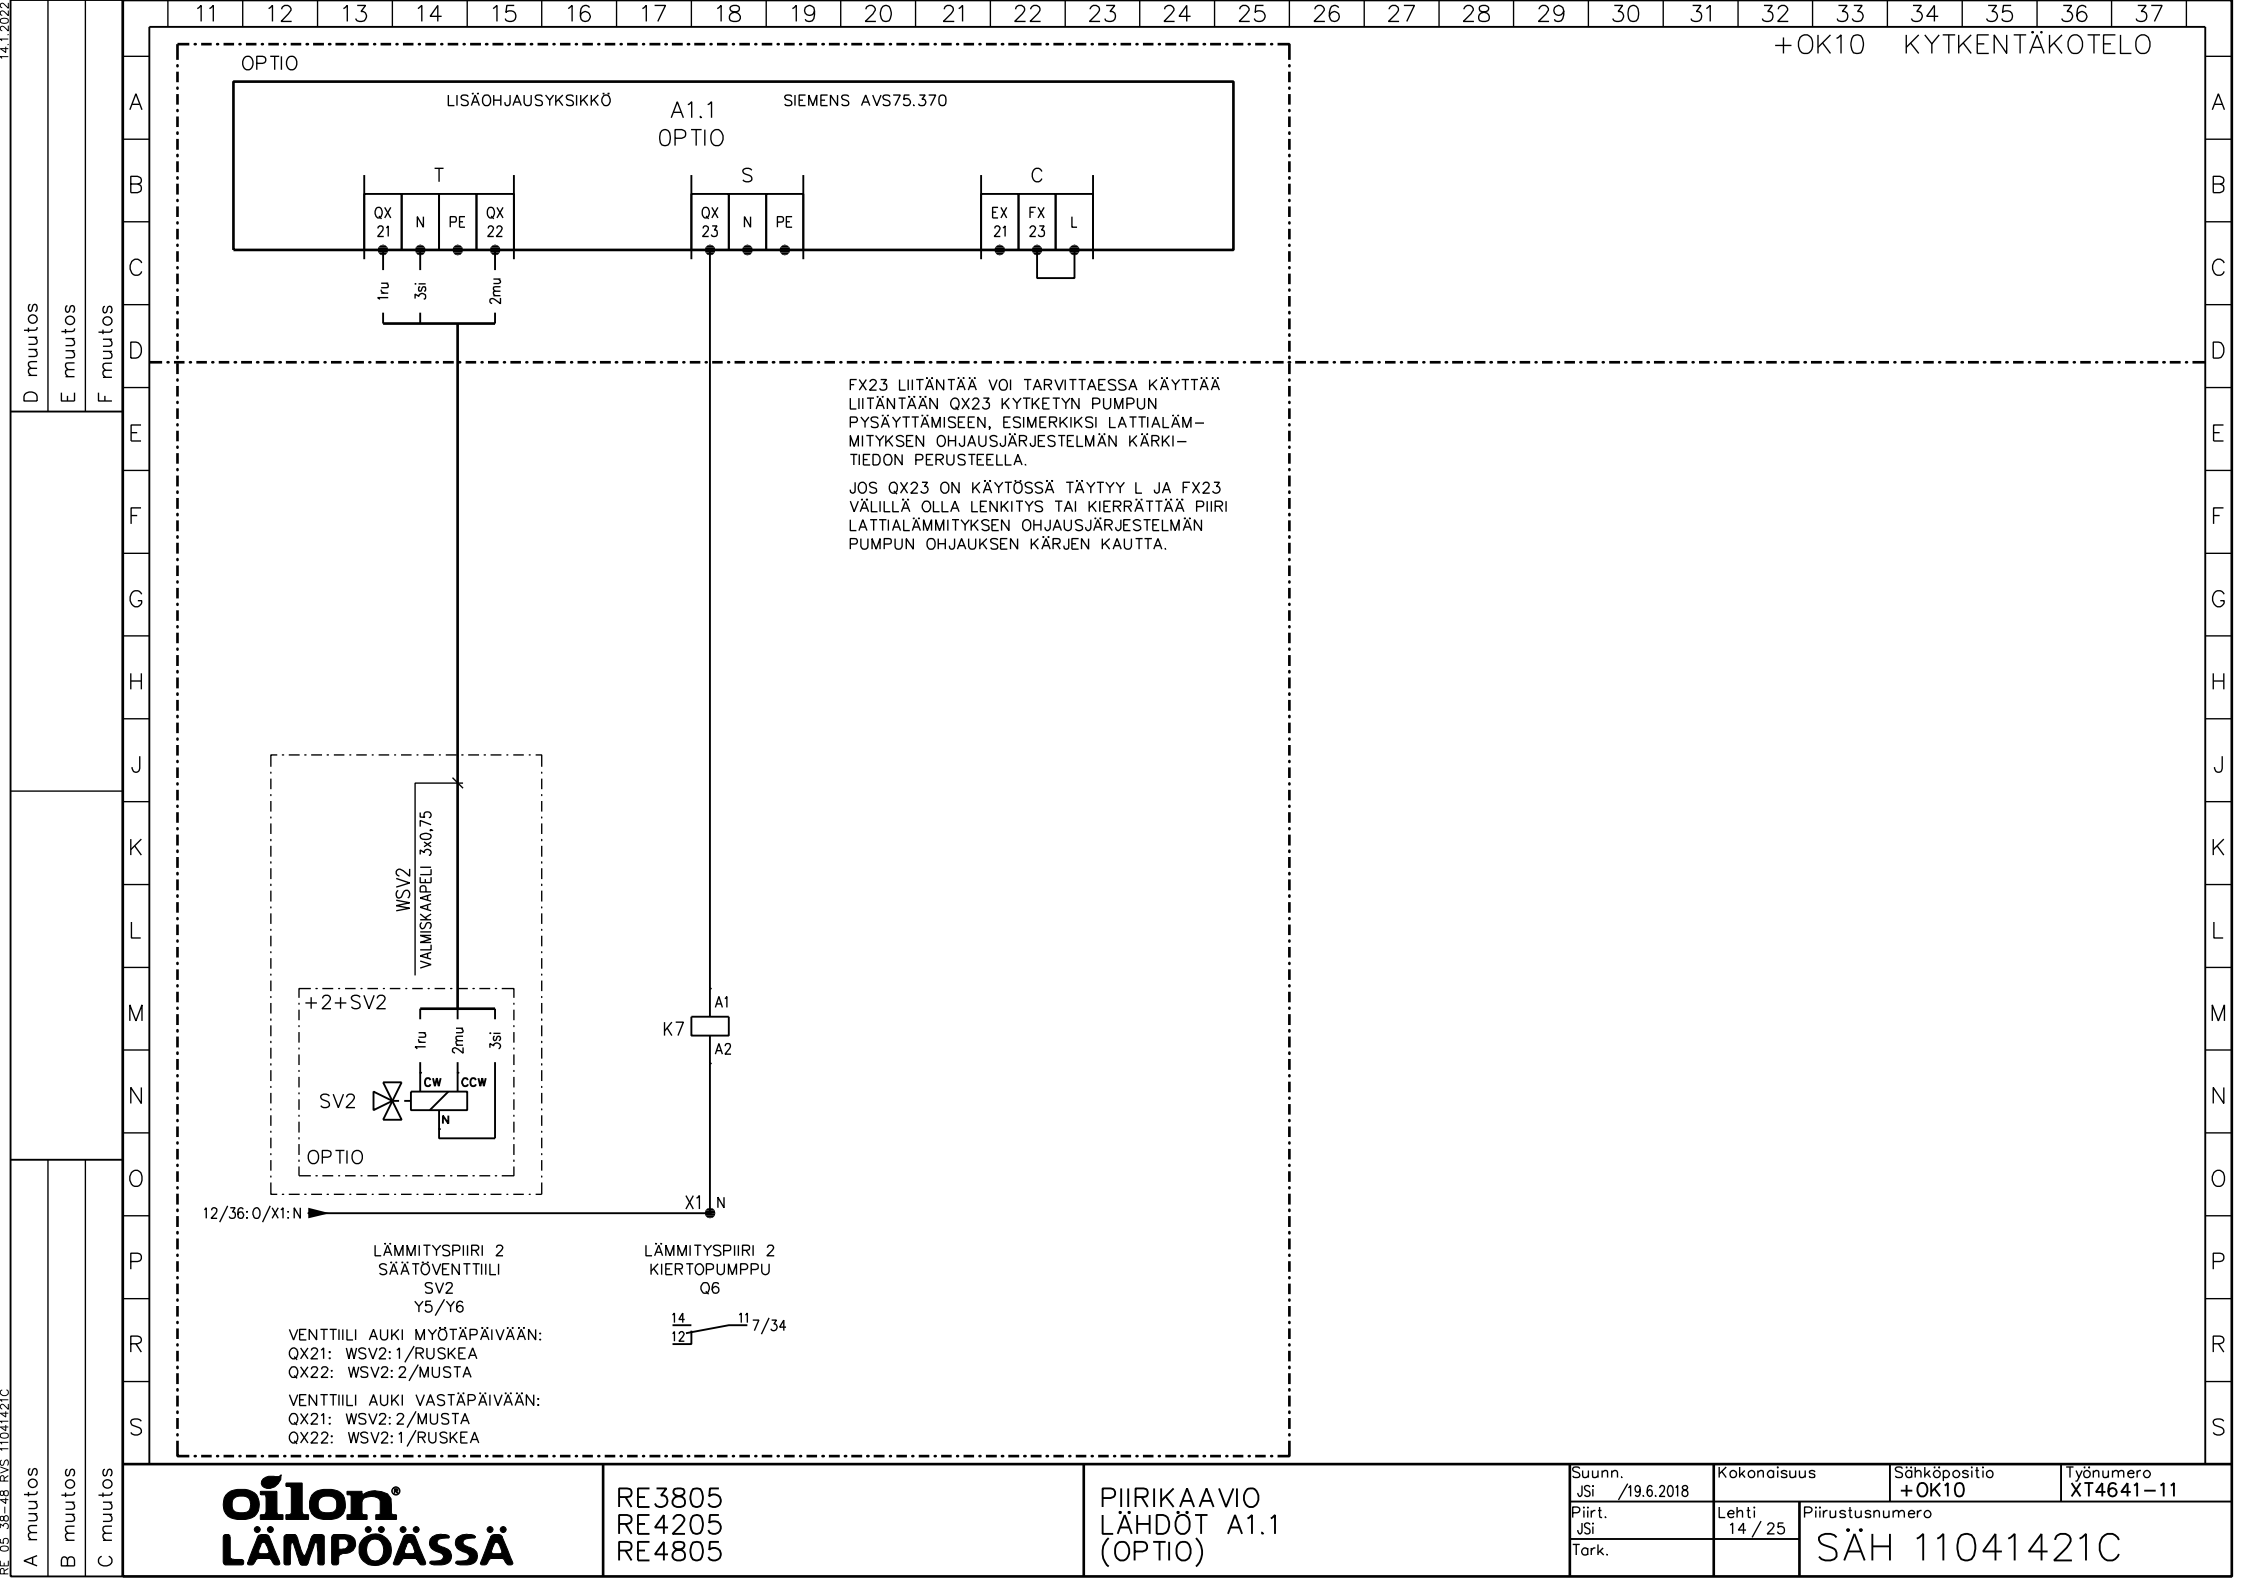 14.1.2022
11 12 13 14 15 16 17 18 19 20 21 22 23 24 25 26 27 28 29 30 31 32 33 34 35 36 37
+OK10 KYTKENTÄKOTELO
OPTIO
LISÄOHJAUSYKSIKKÖ
A1.1
OPTIO
SIEMENS AVS75.370
T
QX 21
N
PE
QX 22
S
QX 23
N
PE
C
EX 21
FX 23
L
1ru
3si
2mu
A
B
C
D
E
F
G
H
J
K
L
M
N
O
P
R
S
A
B
C
D
E
F
G
H
J
K
L
M
N
O
P
R
S
D muutos
E muutos
F muutos
FX23 LIITÄNTÄÄ VOI TARVITTAESSA KÄYTTÄÄ
LIITÄNTÄÄN QX23 KYTKETYN PUMPUN
PYSÄYTTÄMISEEN, ESIMERKIKSI LATTIALÄM-
MITYKSEN OHJAUSJÄRJESTELMÄN KÄRKI-
TIEDON PERUSTEELLA.
JOS QX23 ON KÄYTÖSSÄ TÄYTYY L JA FX23
VÄLILLÄ OLLA LENKITYS TAI KIERRÄTTÄÄ PIIRI
LATTIALÄMMITYKSEN OHJAUSJÄRJESTELMÄN
PUMPUN OHJAUKSEN KÄRJEN KAUTTA.
WSV2
VALMISKAAPELI 3x0,75
+2+SV2
1ru
2mu
3si
CW
CCW
SV2
N
OPTIO
A1
K7
A2
X1
N
12/36:O/X1:N
LÄMMITYSPIIRI 2
SÄÄTÖVENTTIILI
SV2
Y5/Y6
LÄMMITYSPIIRI 2
KIERTOPUMPPU
Q6
14
11
7/34
12
VENTTIILI AUKI MYÖTÄPÄIVÄÄN:
QX21: WSV2:1/RUSKEA
QX22: WSV2:2/MUSTA
VENTTIILI AUKI VASTÄPÄIVÄÄN:
QX21: WSV2:2/MUSTA
QX22: WSV2:1/RUSKEA
A muutos
B muutos
C muutos
RE 05 38-48 RVS 11041421C
oilon®
LÄMPÖÄSSÄ
RE3805
RE4205
RE4805
PIIRIKAAVIO
LÄHDÖT A1.1
(OPTIO)
Suunn.
JSi /19.6.2018
Piirt.
JSi
Tark.
Kokonaisuus
Sähköpositio
+OK10
Työnumero
XT4641-11
Lehti
14 / 25
Piirustusnumero
SÄH 11041421C